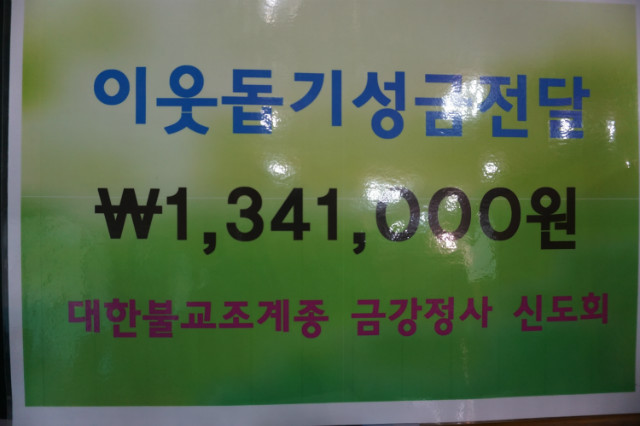 이웃돕기성금전달
₩1,341,000원
대한불교조계종 금강정사 신도회